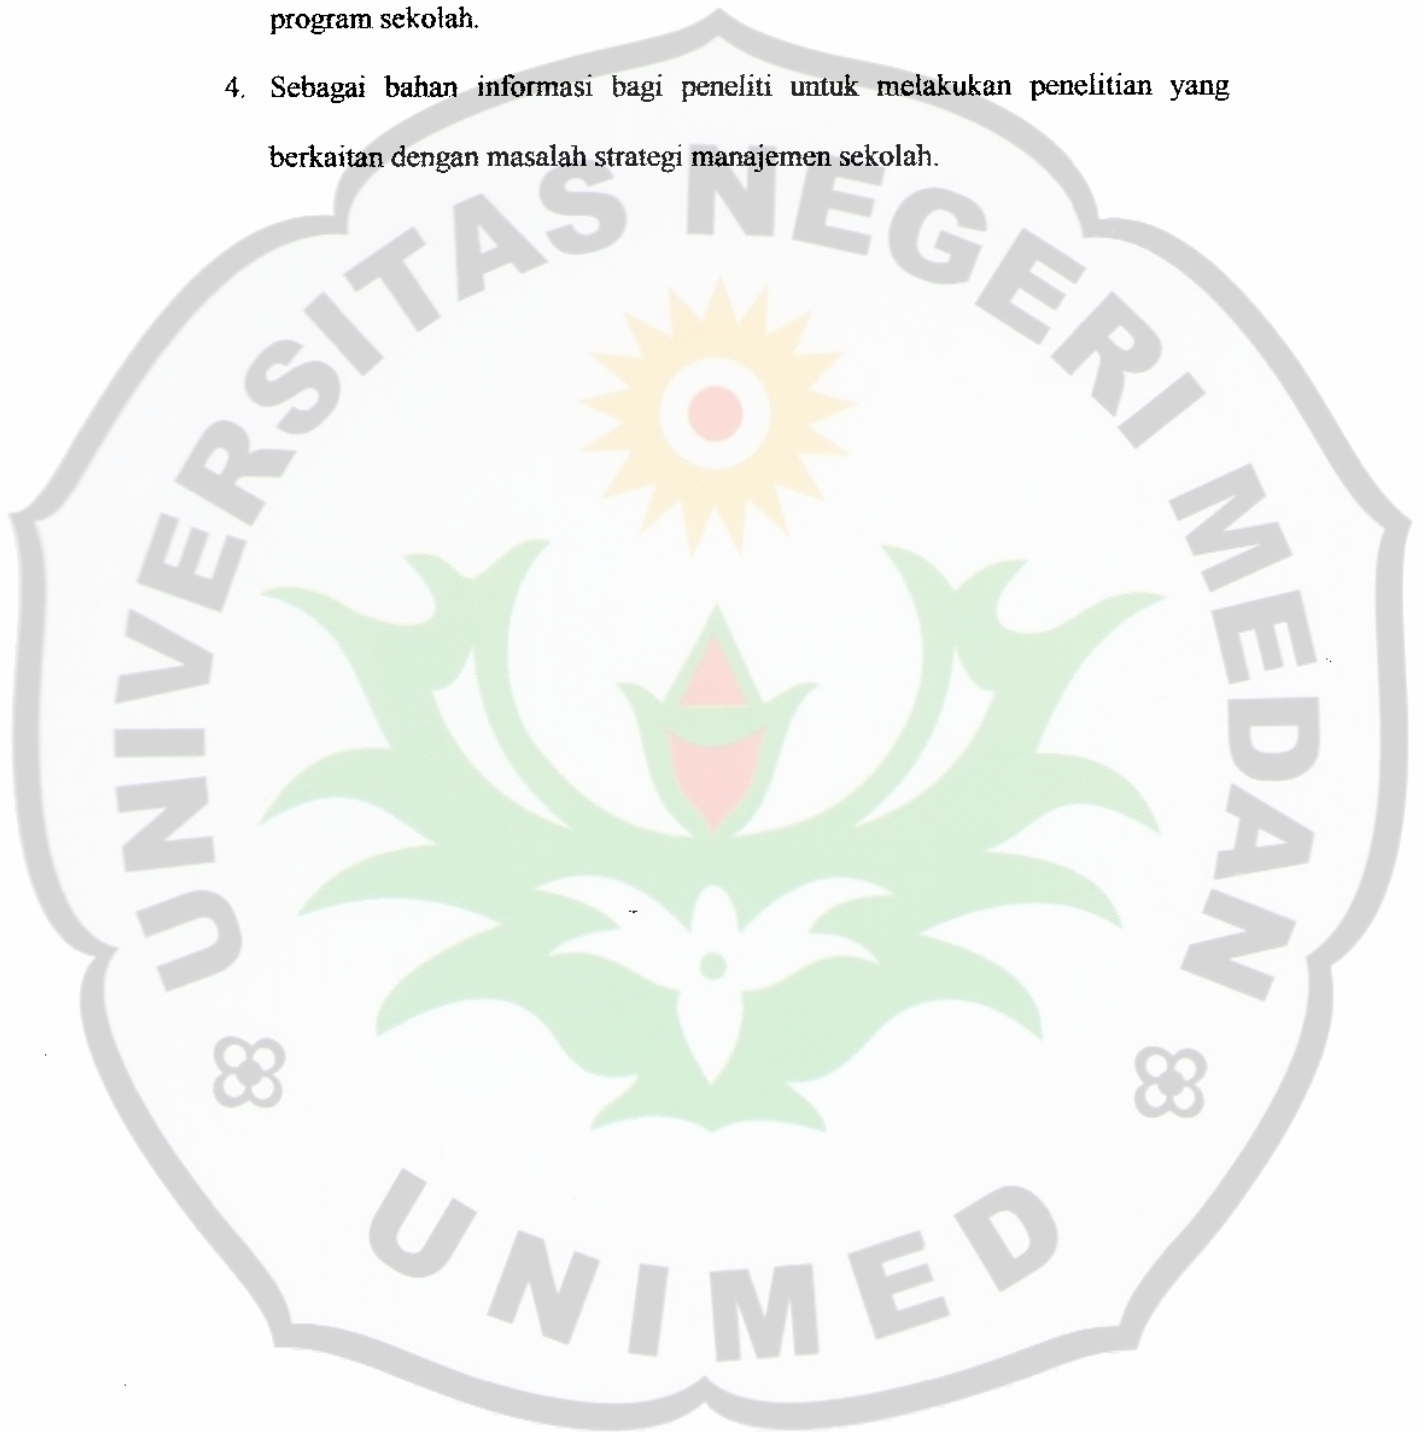 program sekolah.
4. Sebagai bahan informasi bagi peneliti untuk melakukan penelitian yang
berkaitan dengan masalah strategi manajemen sekolah.
UNIVERSITAS NEGERI MEDAN
UNIMED